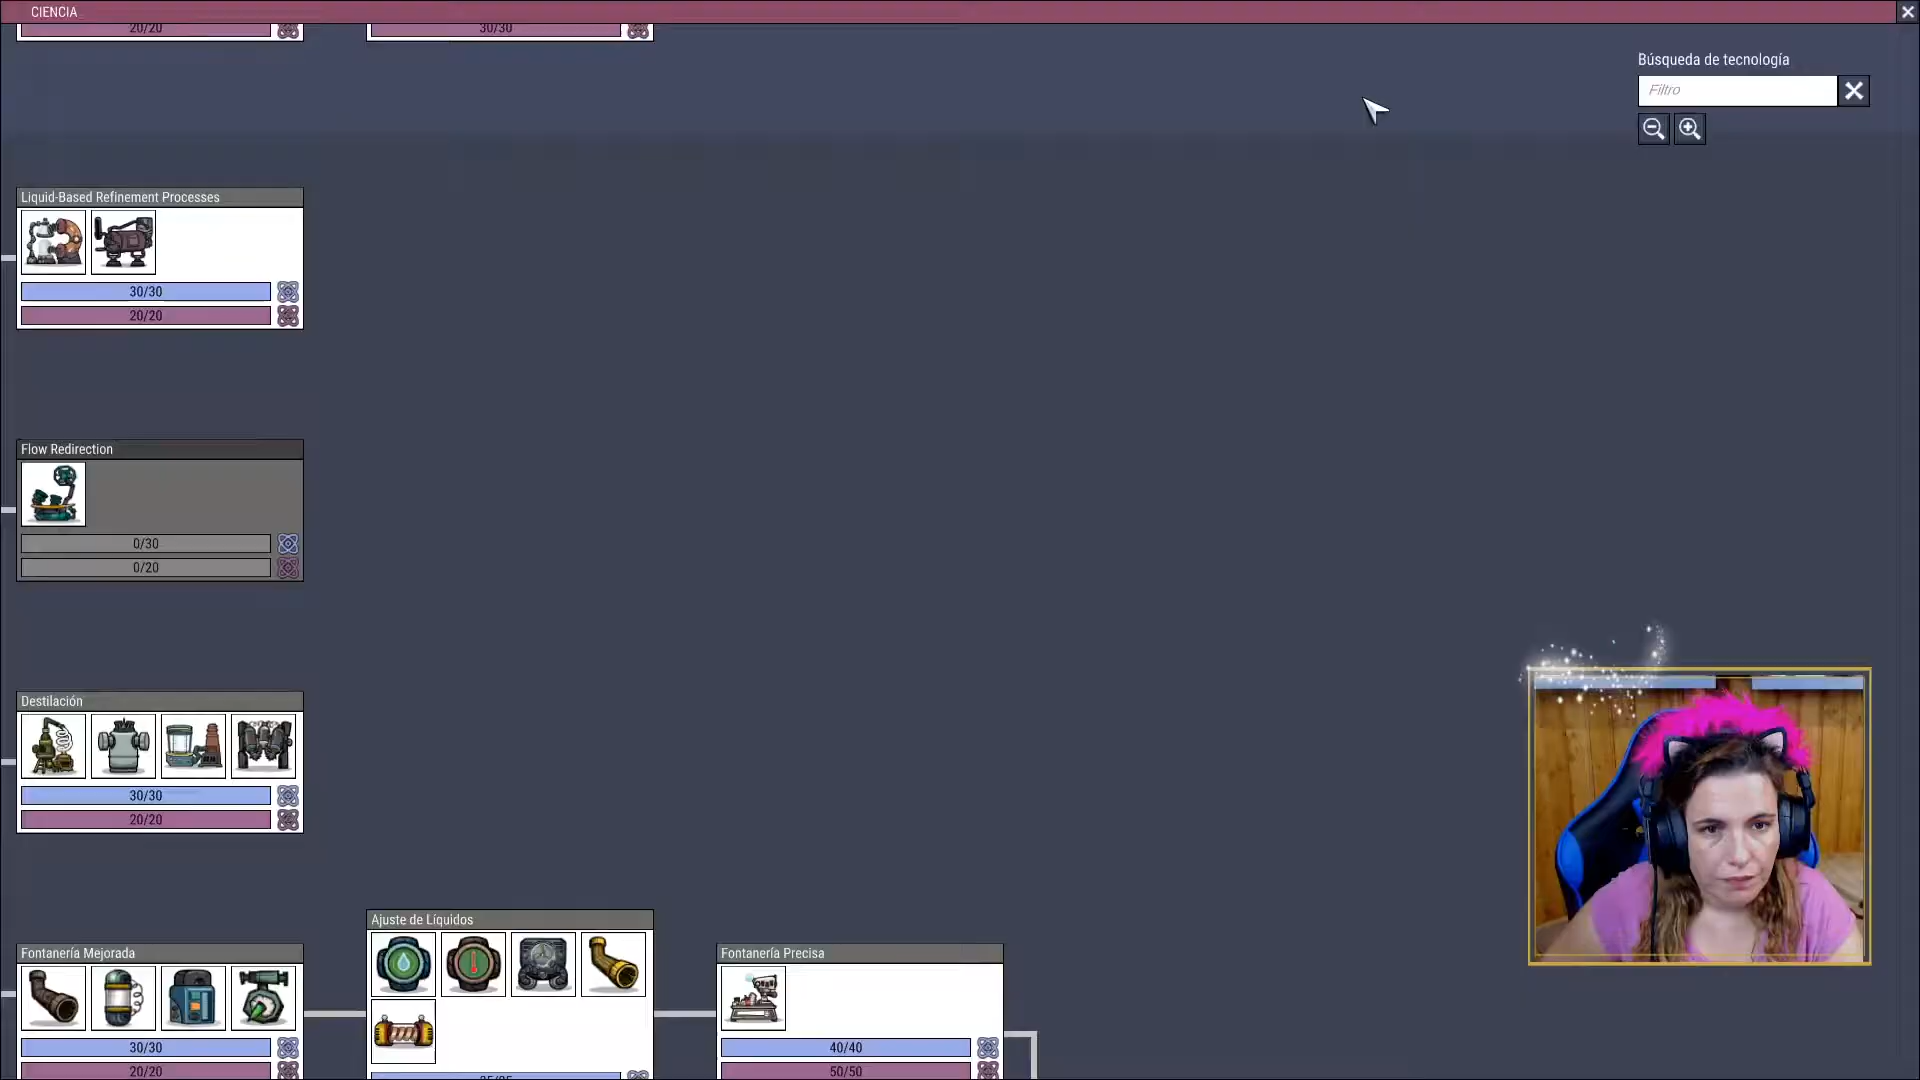 CIENCIA
20/20
30/30
Búsqueda de tecnología
Filtro
Liquid-Based Refinement Processes
30/30
20/20
Flow Redirection
0/30
0/20
Destilación
30/30
20/20
Ajuste de Líquidos
Fontanería Mejorada
30/30
20/20
Fontanería Precisa
40/40
50/50